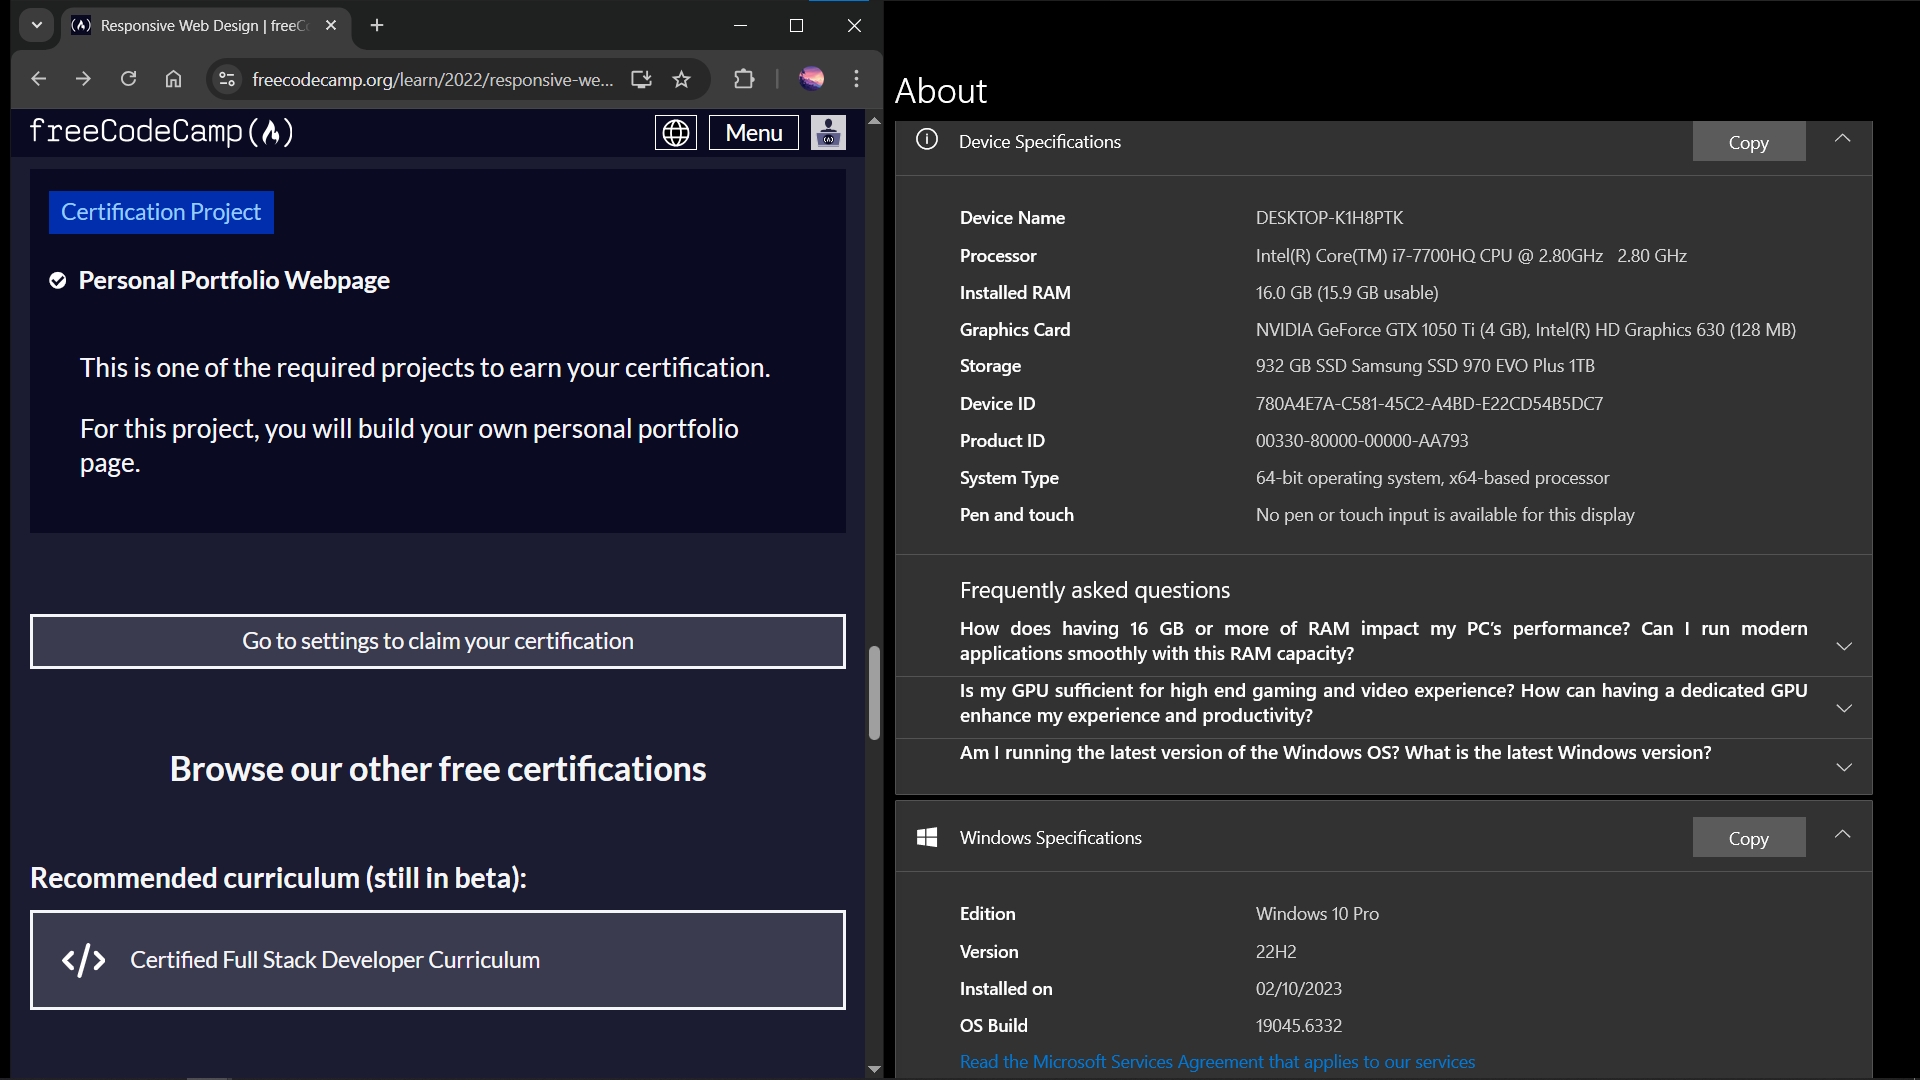 Responsive Web Design | freeC
freecodecamp.org/learn/2022/responsive-we...
freeCodeCamp
Menu
Certification Project
Personal Portfolio Webpage
This is one of the required projects to earn your certification.
For this project, you will build your own personal portfolio
page.
Go to settings to claim your certification
Browse our other free certifications
Recommended curriculum (still in beta):
Certified Full Stack Developer Curriculum
About
Device Specifications
Copy
Device Name DESKTOP-K1H8PTK
Processor Intel(R) Core(TM) i7-7700HQ CPU @ 2.80GHz 2.80 GHz
Installed RAM 16.0 GB (15.9 GB usable)
Graphics Card NVIDIA GeForce GTX 1050 Ti (4 GB), Intel(R) HD Graphics 630 (128 MB)
Storage 932 GB SSD Samsung SSD 970 EVO Plus 1TB
Device ID 780A4E7A-C581-45C2-A4BD-E22CD54B5DC7
Product ID 00330-80000-00000-AA793
System Type 64-bit operating system, x64-based processor
Pen and touch No pen or touch input is available for this display
Frequently asked questions
How does having 16 GB or more of RAM impact my PC's performance? Can I run modern
applications smoothly with this RAM capacity?
Is my GPU sufficient for high end gaming and video experience? How can having a dedicated GPU
enhance my experience and productivity?
Am I running the latest version of the Windows OS? What is the latest Windows version?
Windows Specifications
Copy
Edition Windows 10 Pro
Version 22H2
Installed on 02/10/2023
OS Build 19045.6332
Read the Microsoft Services Agreement that applies to our services